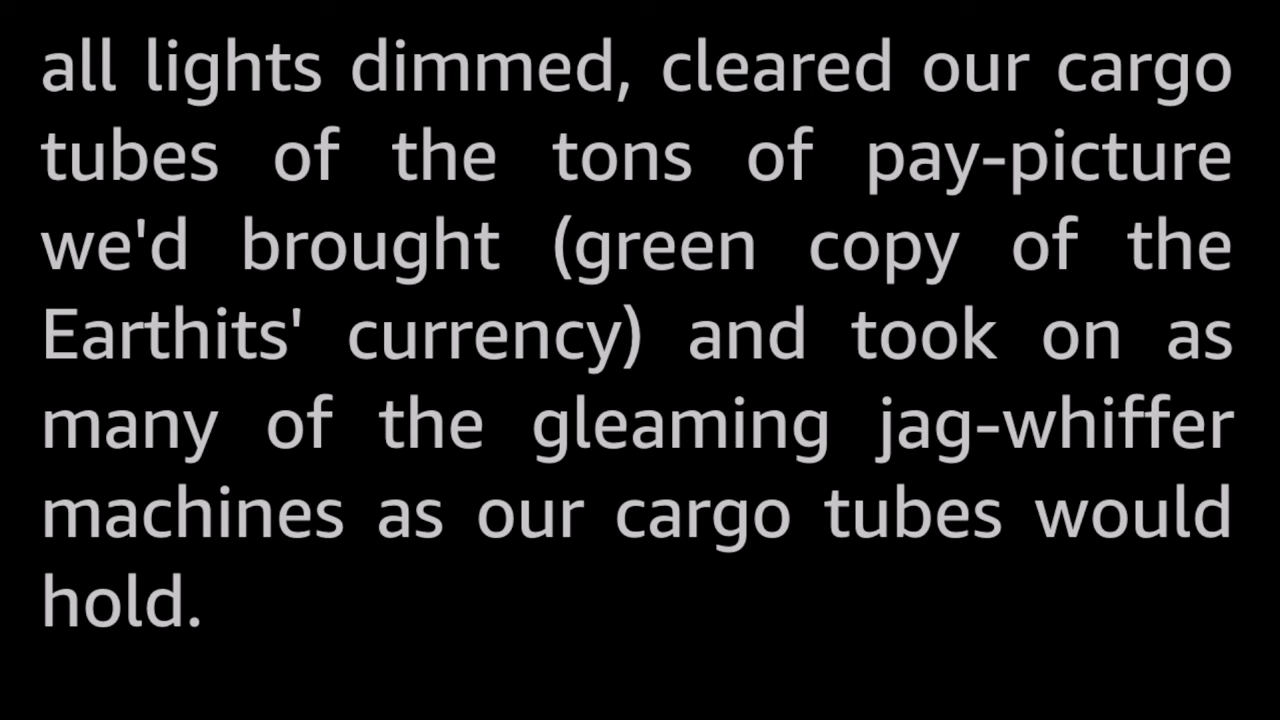 all lights dimmed, cleared our cargo
tubes of the tons of pay-picture
we'd brought (green copy of the
Earthits' currency) and took on as
many of the gleaming jag-whiffer
machines as our cargo tubes would
hold.